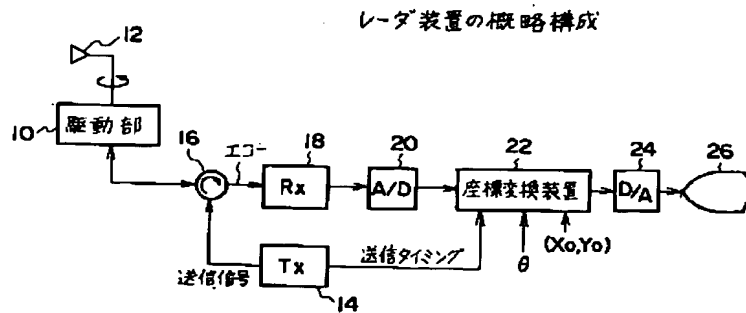 レーダ装置の概略構成
12
10
駆動部
16
エコー
18
Rx
20
A/D
22
座標変換装置
24
D/A
26
送信信号
Tx
14
送信タイミング
θ
(Xo,Yo)